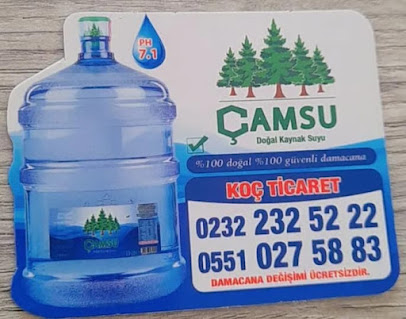 PH
7.1
ÇAMSU
Doğal Kaynak Suyu
%100 doğal %100 güvenli damacana
KOÇ TİCARET
0232 232 52 22
0551 027 58 83
DAMACANA DEĞİŞİMİ ÜCRETSİZDİR.
ÇAMSU